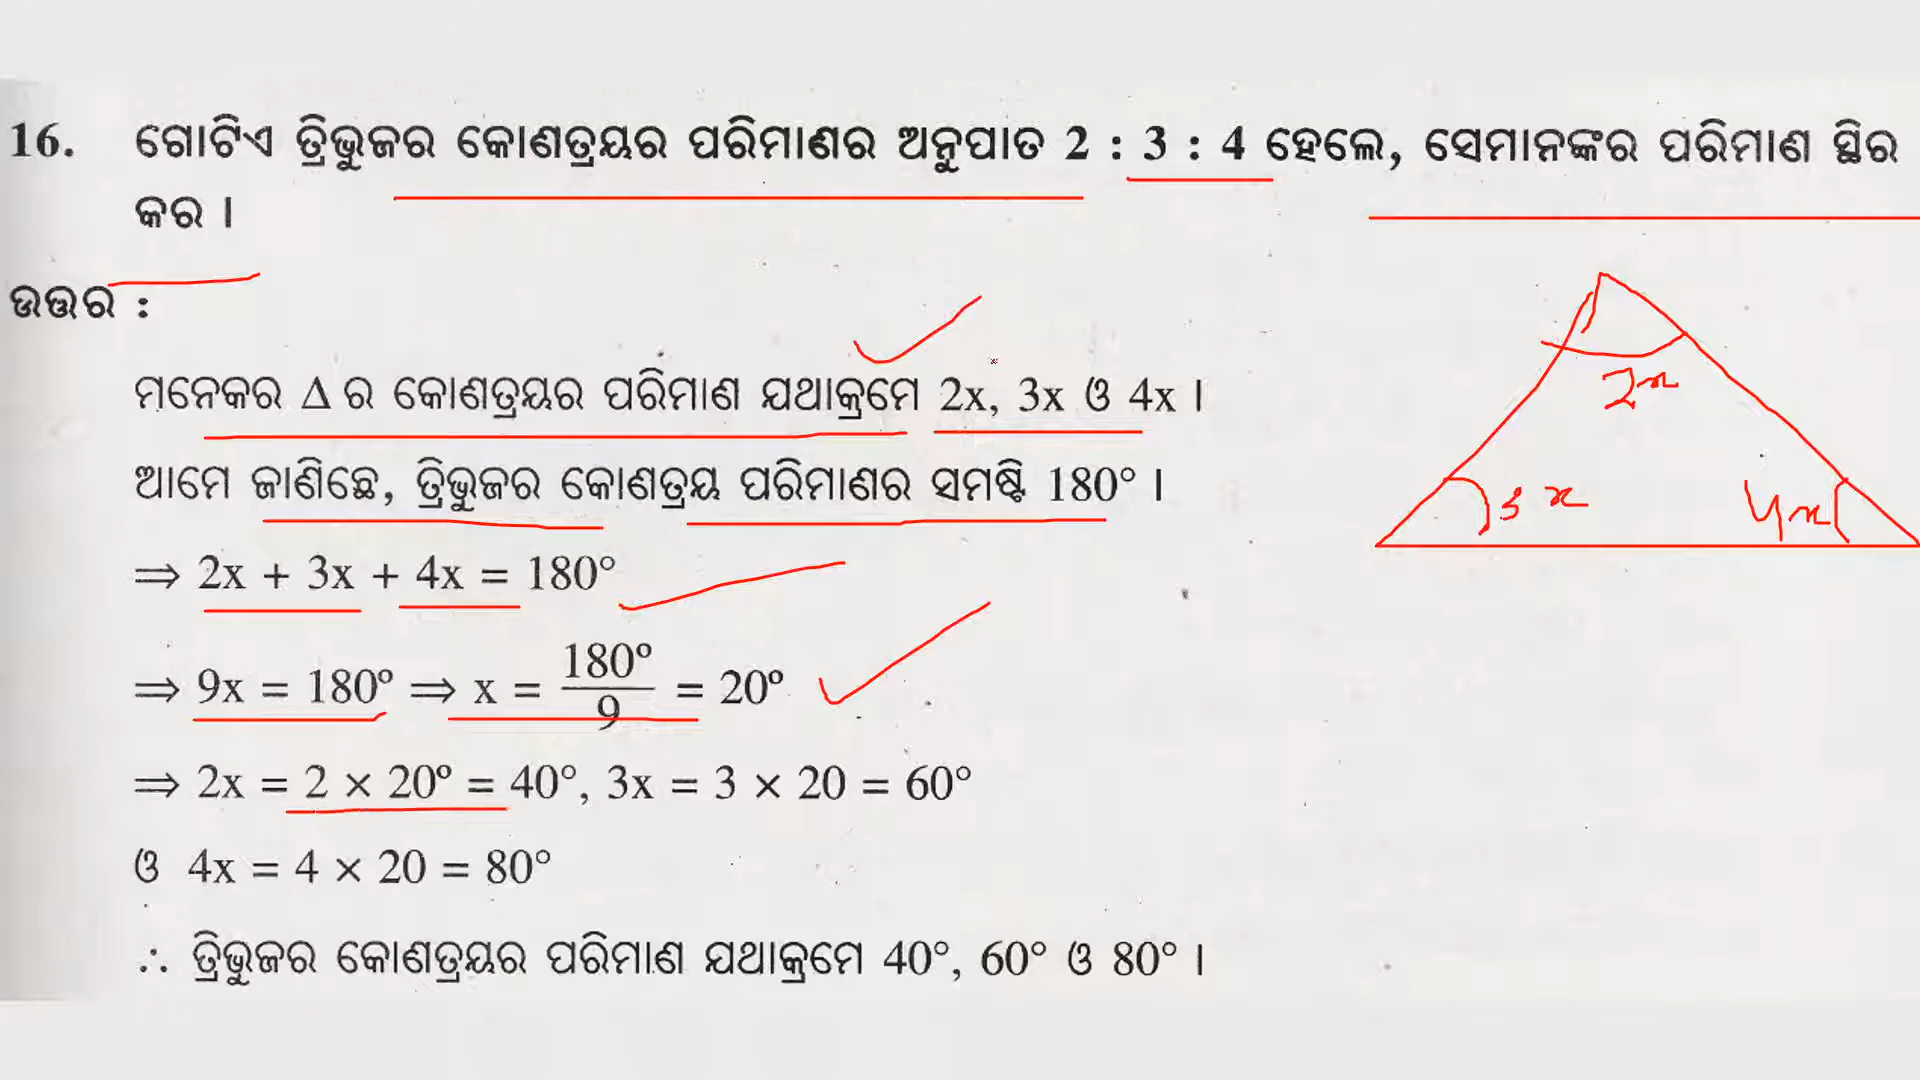 16. ଗୋଟିଏ ତ୍ରିଭୁଜର କୋଣତ୍ରୟର ପରିମାଣର ଅନୁପାତ 2 : 3 : 4 ହେଲେ, ସେମାନଙ୍କର ପରିମାଣ ସ୍ଥିର
କର ।
ଉତ୍ତର :
ମନେକର Δ ର କୋଣତ୍ରୟର ପରିମାଣ ଯଥାକ୍ରମେ 2x, 3x ଓ 4x ।
ଆମେ ଜାଣିଛେ, ତ୍ରିଭୁଜର କୋଣତ୍ରୟ ପରିମାଣର ସମଷ୍ଟି 180° ।
⇒ 2x + 3x + 4x = 180°
⇒ 9x = 180° ⇒ x = 180°/9 = 20°
⇒ 2x = 2 × 20° = 40°, 3x = 3 × 20 = 60°
ଓ 4x = 4 × 20 = 80°
∴ ତ୍ରିଭୁଜର କୋଣତ୍ରୟର ପରିମାଣ ଯଥାକ୍ରମେ 40°, 60° ଓ 80° ।
2x
3x
4x